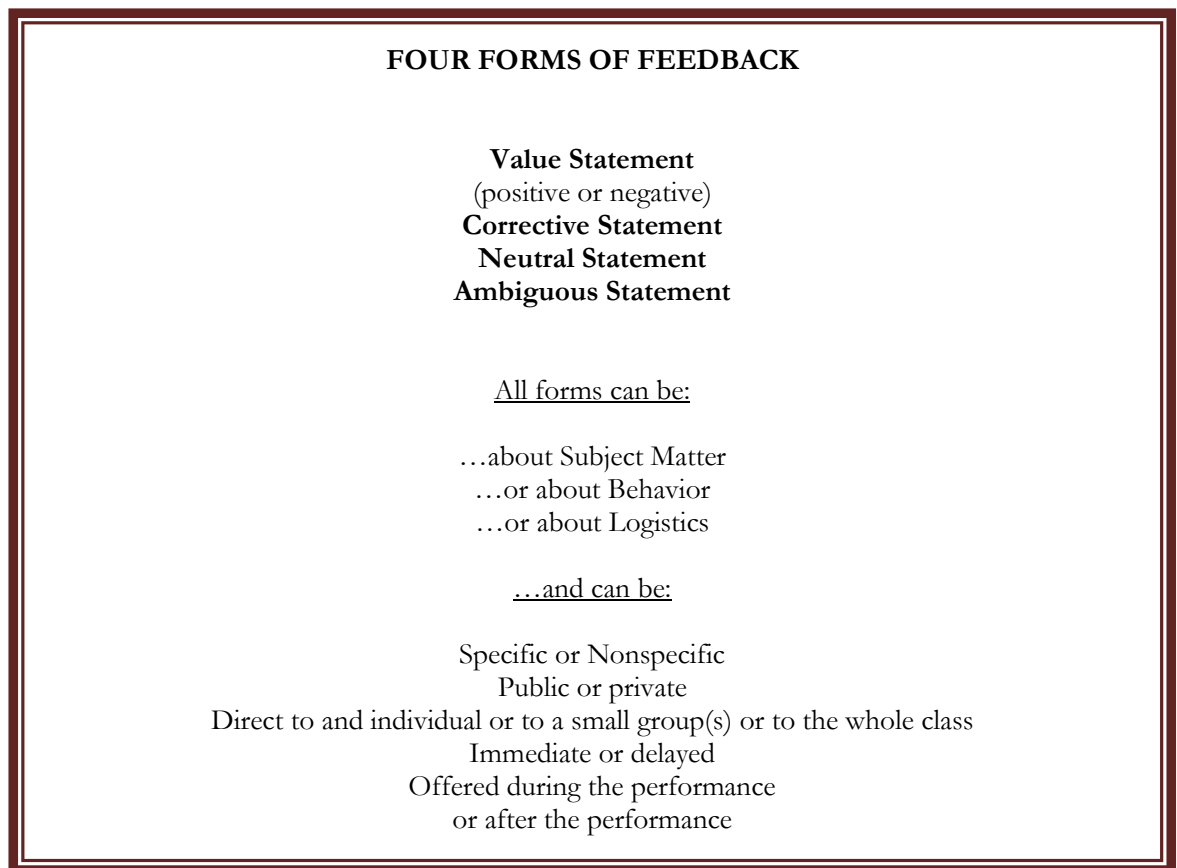 FOUR FORMS OF FEEDBACK
Value Statement
(positive or negative)
Corrective Statement
Neutral Statement
Ambiguous Statement
All forms can be:
…about Subject Matter
…or about Behavior
…or about Logistics
…and can be:
Specific or Nonspecific
Public or private
Direct to and individual or to a small group(s) or to the whole class
Immediate or delayed
Offered during the performance
or after the performance